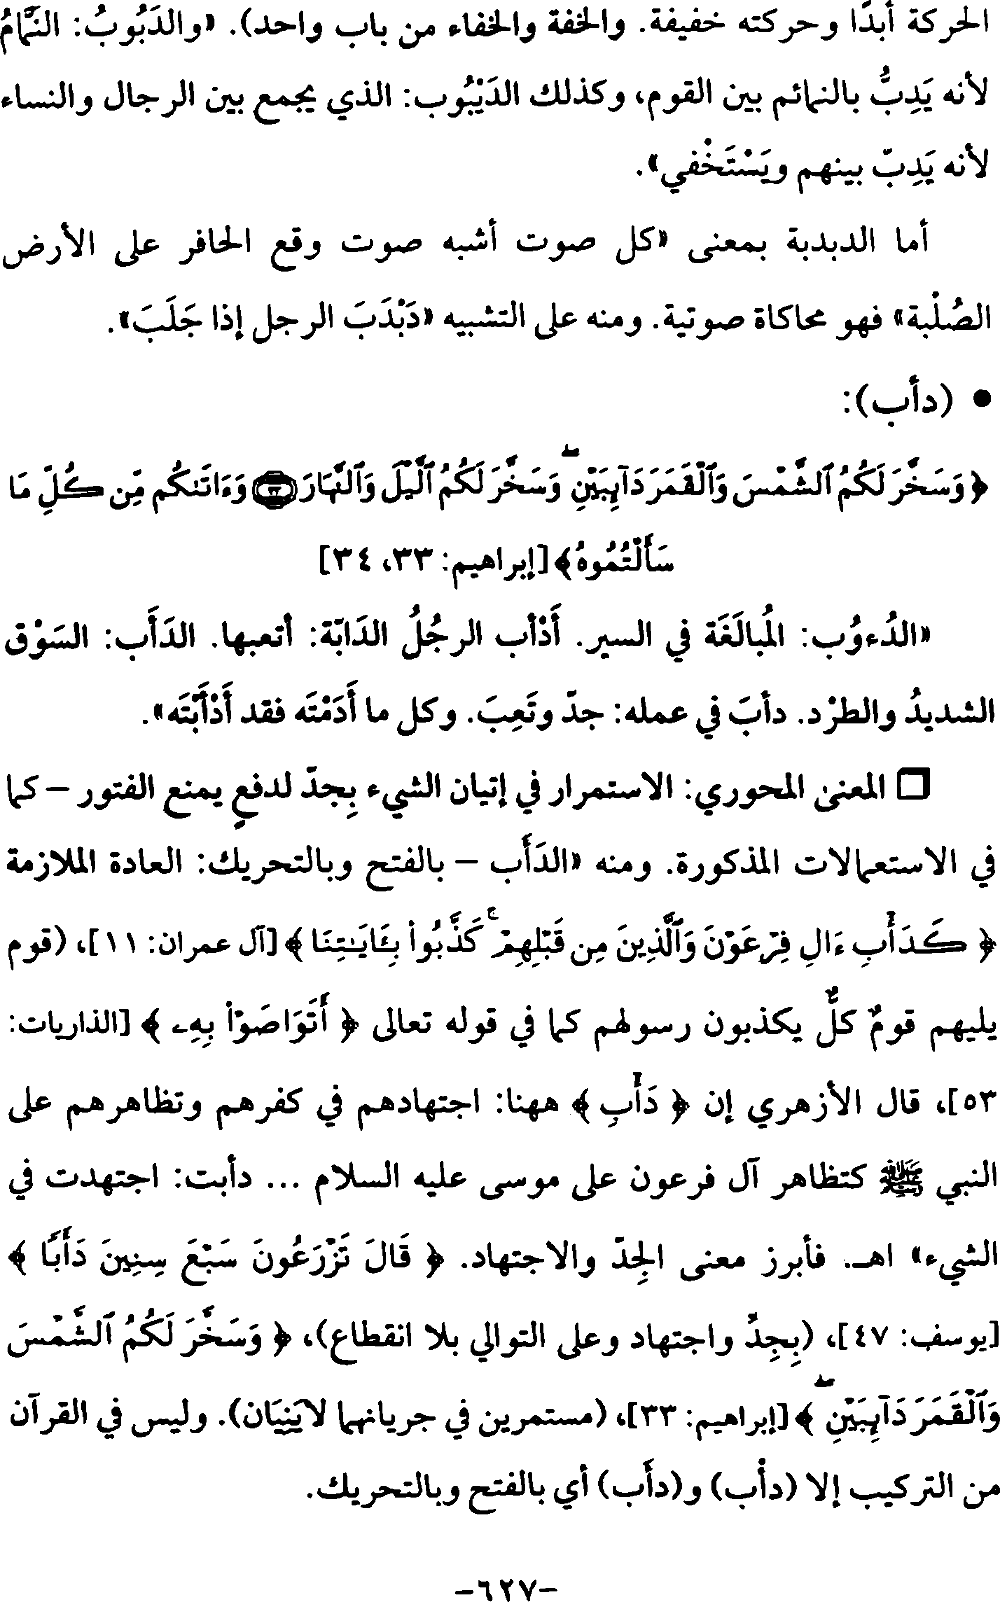 الحركة أبدًا وحركته خفيفة. والخفة والخفاء من باب واحد). «والدَبُوبُ: النَّمَّامُ
لأنه يَدِبُّ بالنمائم بين القوم، وكذلك الدَيْبُوب: الذي يجمع بين الرجال والنساء
لأنه يَدِبّ بينهم ويَسْتَخْفي».
أما الدبدبة بمعنى «كل صوت أشبه صوت وقع الحافر على الأرض
الصُلْبة» فهو محاكاة صوتية. ومنه على التشبيه «دَبْدَبَ الرجل إذا جَلَبَ».
• (دأب):
﴿ وَسَخَّرَ لَكُمُ ٱلشَّمْسَ وَٱلْقَمَرَ دَآئِبَيْنِ ۖ وَسَخَّرَ لَكُمُ ٱلَّيْلَ وَٱلنَّهَارَ ۝٣٣ وَءَاتَىٰكُم مِّن كُلِّ مَا
سَأَلْتُمُوهُ﴾ [إبراهيم: ٣٣، ٣٤]
«الدُءوُب: المُبالَغَة في السير. أَدْأب الرجُلُ الدَابّة: أتعبها. الدَأَب: السَوْق
الشديدُ والطرْد. دأبَ في عمله: جدّ وتَعِبَ. وكل ما أَدَمْتَه فقد أَدْأَبْتَه».
❒ المعنى المحوري: الاستمرار في إتيان الشيء بِجدّ لدفعٍ يمنع الفتور – كما
في الاستعمالات المذكورة. ومنه «الدَأَب – بالفتح وبالتحريك: العادة الملازمة
﴿ كَدَأْبِ ءَالِ فِرْعَوْنَ وَٱلَّذِينَ مِن قَبْلِهِمْ ۚ كَذَّبُوا۟ بِـَٔايَـٰتِنَا ﴾ [آل عمران: ١١]، (قوم
يليهم قومٌ كلٌّ يكذبون رسولهم كما في قوله تعالى ﴿ أَتَوَاصَوْا۟ بِهِۦ ﴾ [الذاريات:
٥٣]، قال الأزهري إن ﴿ دَأْبِ ﴾ ههنا: اجتهادهم في كفرهم وتظاهرهم على
النبي ﷺ كتظاهر آل فرعون على موسى عليه السلام ... دأبت: اجتهدت في
الشيء» اهـ. فأبرز معنى الجِدّ والاجتهاد. ﴿ قَالَ تَزْرَعُونَ سَبْعَ سِنِينَ دَأَبًا ﴾
[يوسف: ٤٧]، (بِجِدٍّ واجتهاد وعلى التوالي بلا انقطاع)، ﴿ وَسَخَّرَ لَكُمُ ٱلشَّمْسَ
وَٱلْقَمَرَ دَآئِبَيْنِ ۖ ﴾ [إبراهيم: ٣٣]، (مستمرين في جريانهما لا يَنِيَان). وليس في القرآن
من التركيب إلا (دأْب) و(دأَب) أي بالفتح وبالتحريك.
-٦٢٧-